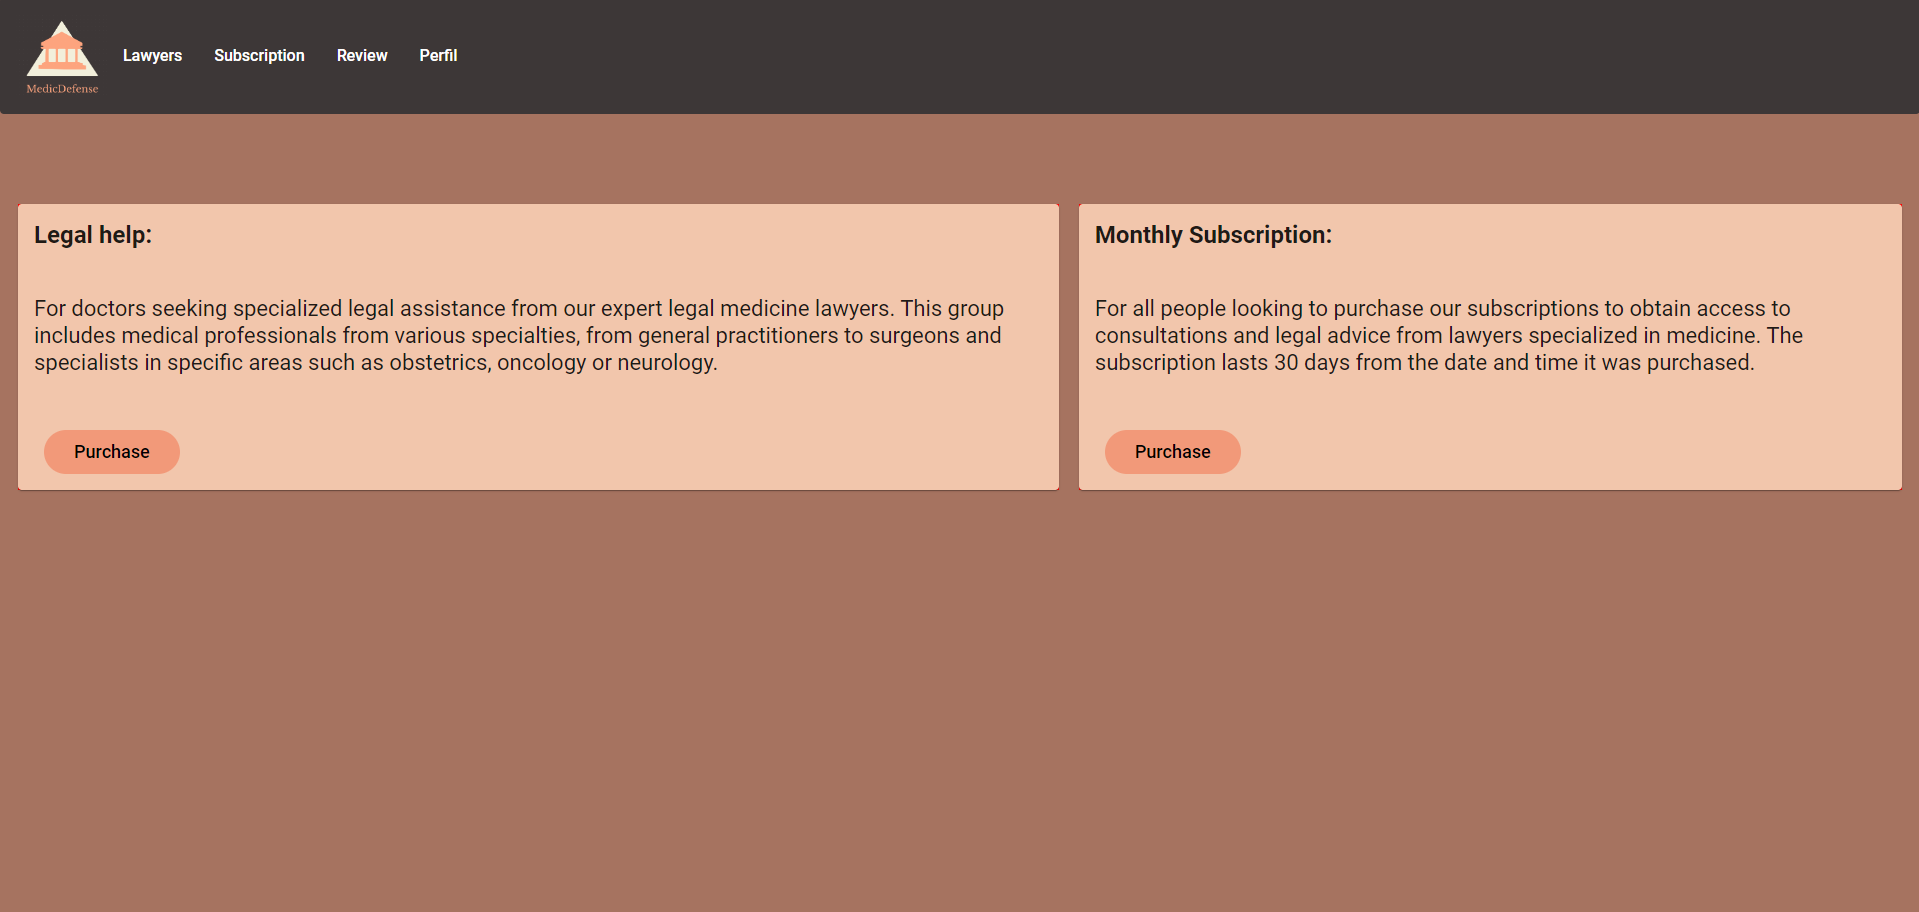 MedicDefense
Lawyers Subscription Review Perfil
Legal help:
For doctors seeking specialized legal assistance from our expert legal medicine lawyers. This group
includes medical professionals from various specialties, from general practitioners to surgeons and
specialists in specific areas such as obstetrics, oncology or neurology.
Purchase
Monthly Subscription:
For all people looking to purchase our subscriptions to obtain access to
consultations and legal advice from lawyers specialized in medicine. The
subscription lasts 30 days from the date and time it was purchased.
Purchase